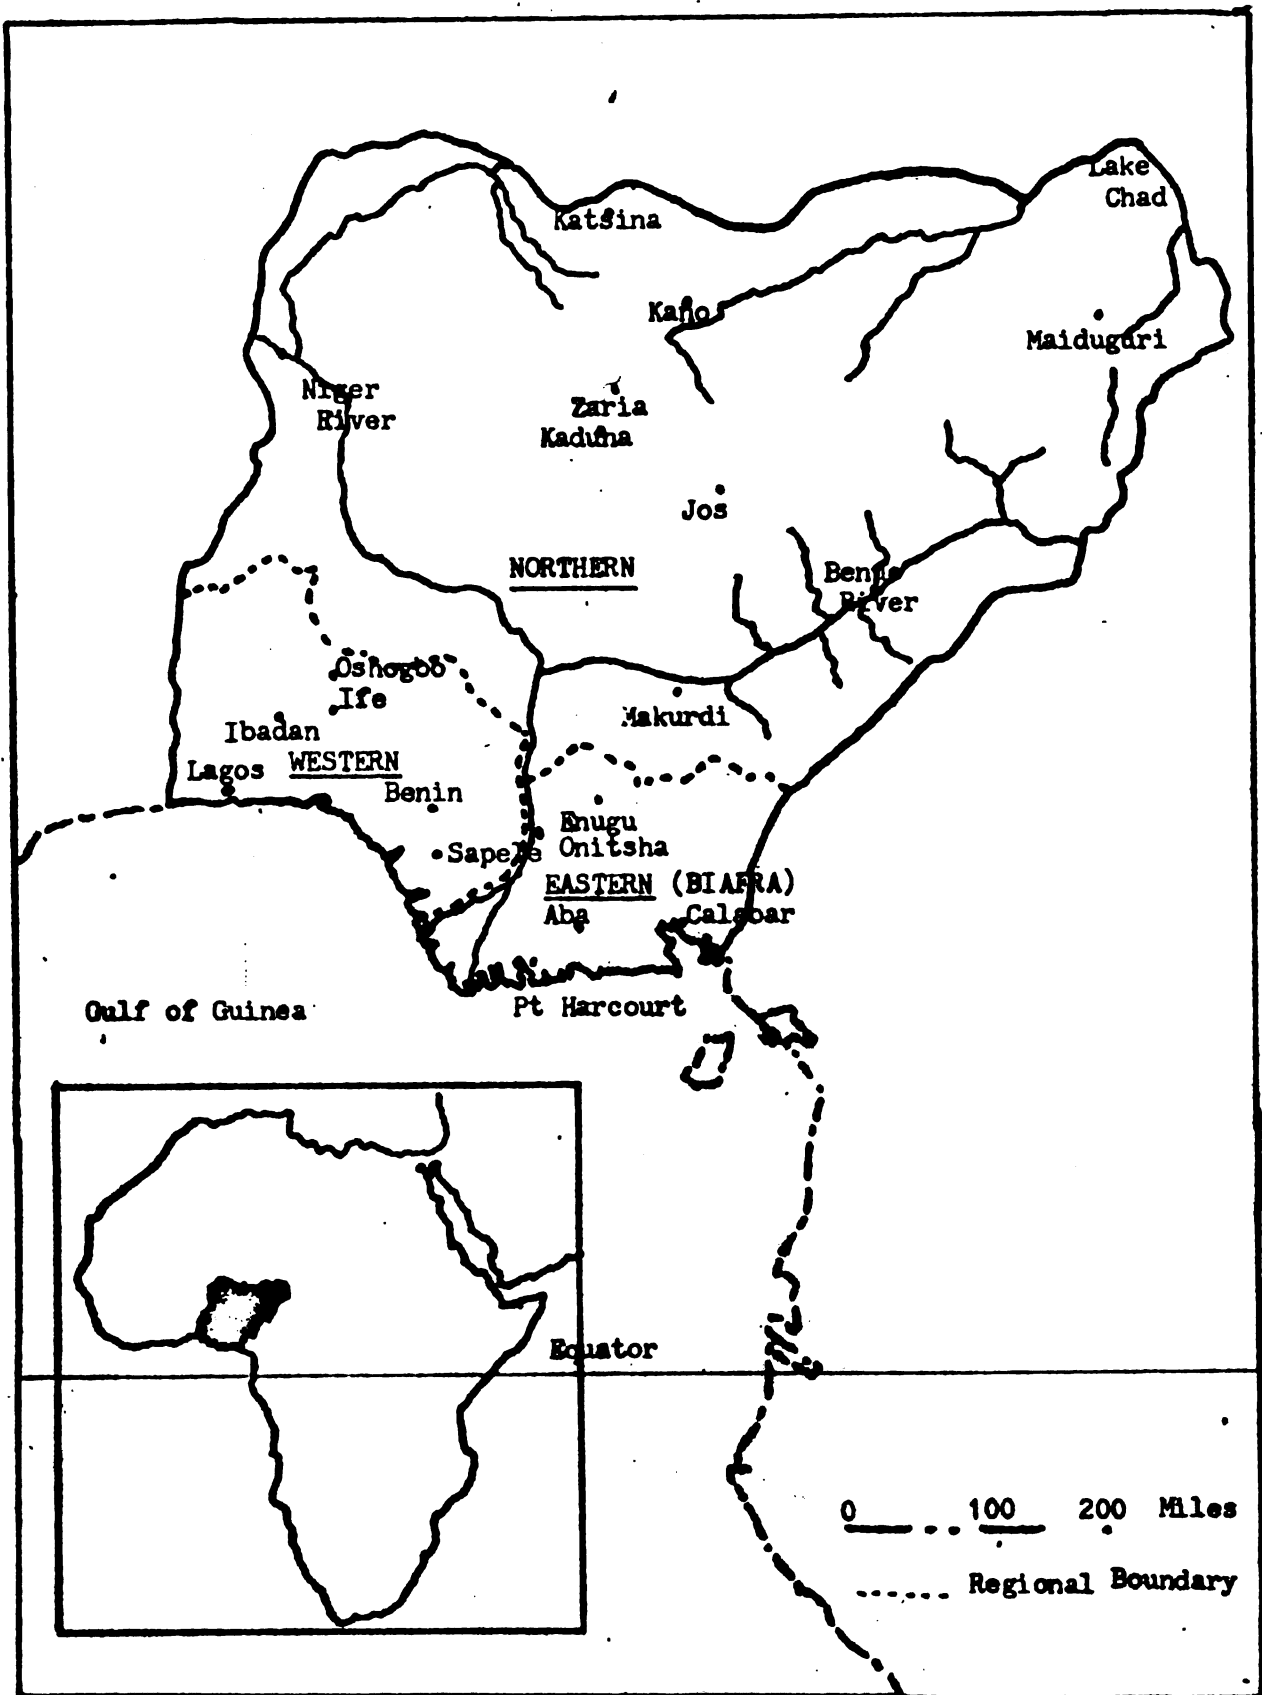 Lake
Chad
Katsina
Kano
Maiduguri
Niger
River
Zaria
Kaduna
Jos
NORTHERN
Benue
River
Oshogbo
Ife
Makurdi
Ibadan
WESTERN
Lagos
Benin
Enugu
Sapele
Onitsha
EASTERN (BIAFRA)
Aba
Calabar
Pt Harcourt
Gulf of Guinea
Equator
0 100 200 Miles
Regional Boundary